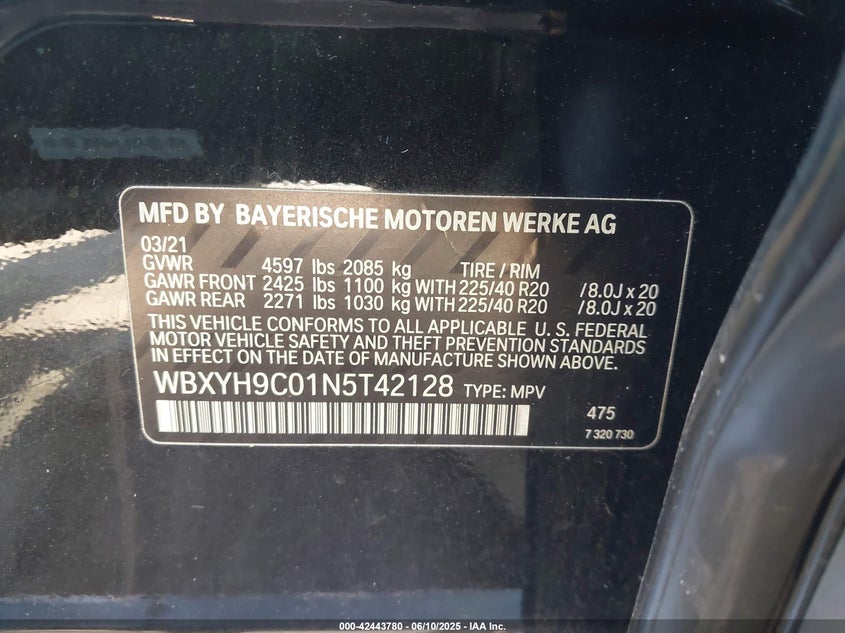 MFD BY BAYERISCHE MOTOREN WERKE AG
03/21
GVWR 4597 lbs 2085 kg TIRE / RIM
GAWR FRONT 2425 lbs 1100 kg WITH 225/40 R20 /8.0J x 20
GAWR REAR 2271 lbs 1030 kg WITH 225/40 R20 /8.0J x 20
THIS VEHICLE CONFORMS TO ALL APPLICABLE U. S. FEDERAL
MOTOR VEHICLE SAFETY AND THEFT PREVENTION STANDARDS
IN EFFECT ON THE DATE OF MANUFACTURE SHOWN ABOVE.
WBXYH9C01N5T42128 TYPE: MPV
475
7 320 730
000-42443780 - 06/10/2025 - IAA Inc.